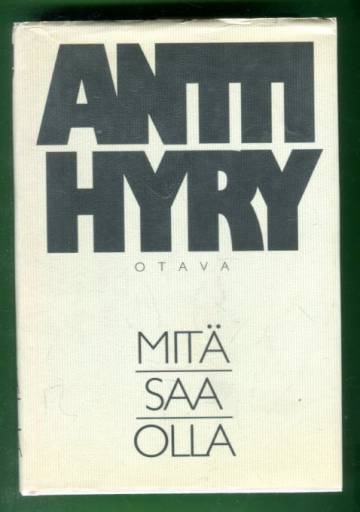 ANTTI
HYRY
OTAVA
MITÄ
SAA
OLLA